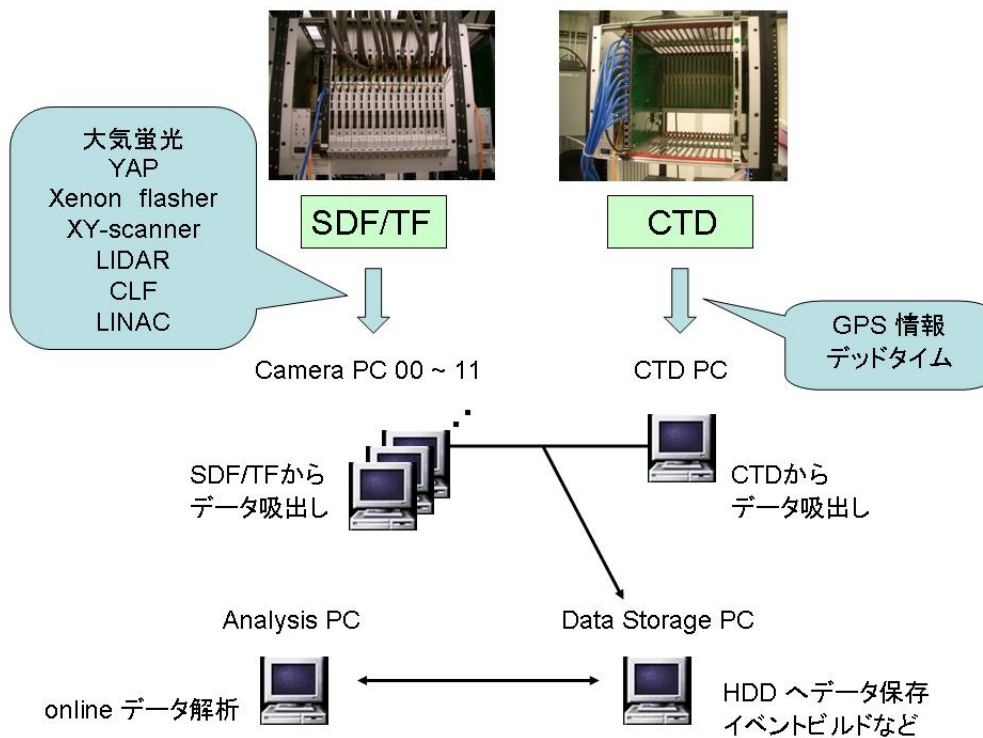 大気蛍光
YAP
Xenon flasher
XY-scanner
LIDAR
CLF
LINAC
SDF/TF
CTD
GPS 情報
デッドタイム
Camera PC 00 ~ 11
CTD PC
SDF/TFから
データ吸出し
CTDから
データ吸出し
Analysis PC
Data Storage PC
online データ解析
HDD へデータ保存
イベントビルドなど